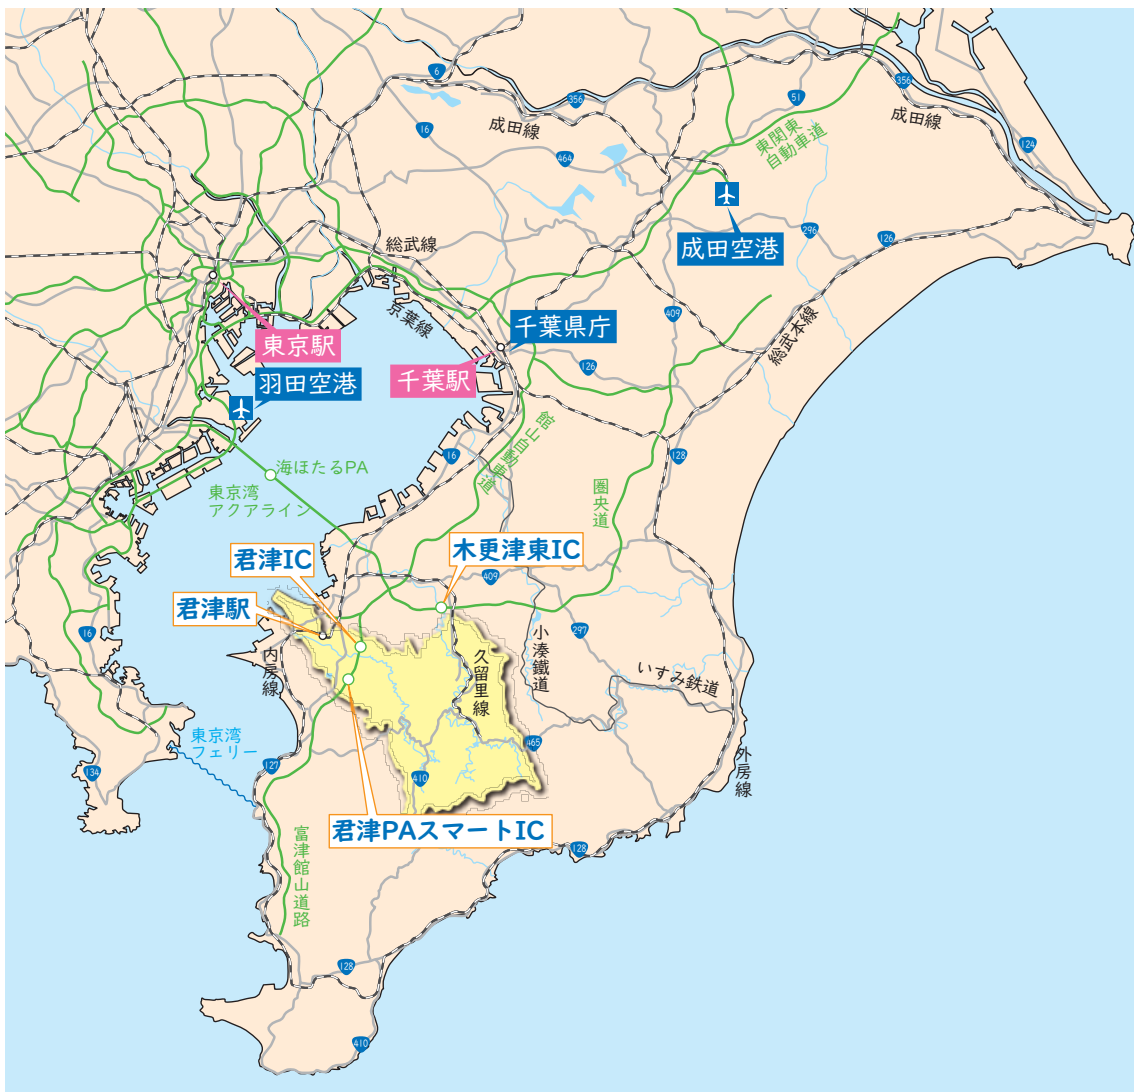 6
356
16
成田線
464
51
356
成田線
東関東
自動車道
124
成田空港
296
126
総武線
京葉線
東京駅
千葉県庁
千葉駅
羽田空港
409
総武本線
126
海ほたるPA
東京湾
アクアライン
館山自動車道
16
128
圏央道
君津IC
木更津東IC
409
君津駅
16
内房線
久留里線
小湊鐵道
297
いすみ鉄道
東京湾
フェリー
134
127
465
410
外房線
君津PAスマートIC
128
富津館山道路
128
410